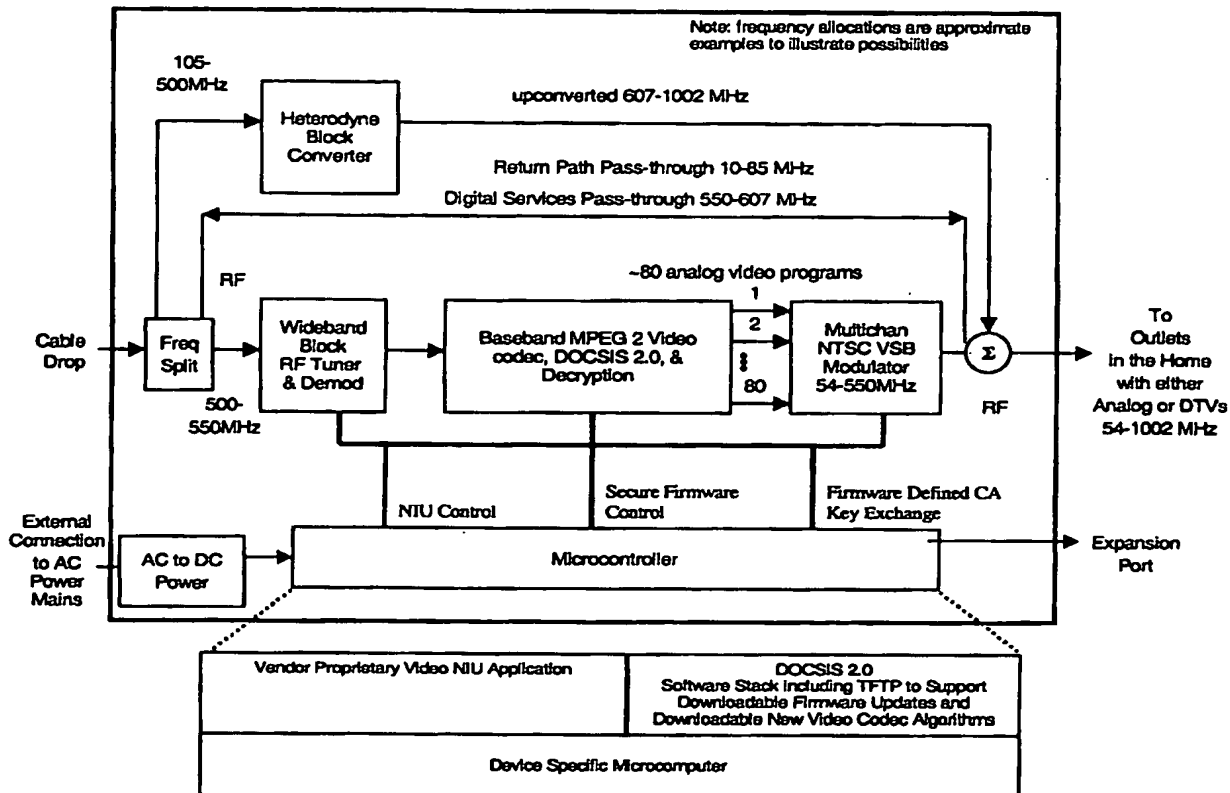 Note: frequency allocations are approximate
examples to illustrate possibilities
105-
500MHz
upconverted 607-1002 MHz
Heterodyne
Block
Converter
Return Path Pass-through 10-85 MHz
Digital Services Pass-through 550-607 MHz
RF
~80 analog video programs
1
2
80
Cable
Drop
Freq
Split
Wideband
Block
RF Tuner
& Demod
Baseband MPEG 2 Video
codec, DOCSIS 2.0, &
Decryption
Multichan
NTSC VSB
Modulator
54-550MHz
Σ
RF
To
Outlets
in the Home
with either
Analog or DTVs
54-1002 MHz
500-
550MHz
NIU Control
Secure Firmware
Control
Firmware Defined CA
Key Exchange
External
Connection
to AC
Power
Mains
AC to DC
Power
Microcontroller
Expansion
Port
Vendor Proprietary Video NIU Application
DOCSIS 2.0
Software Stack including TFTP to Support
Downloadable Firmware Updates and
Downloadable New Video Codec Algorithms
Device Specific Microcomputer